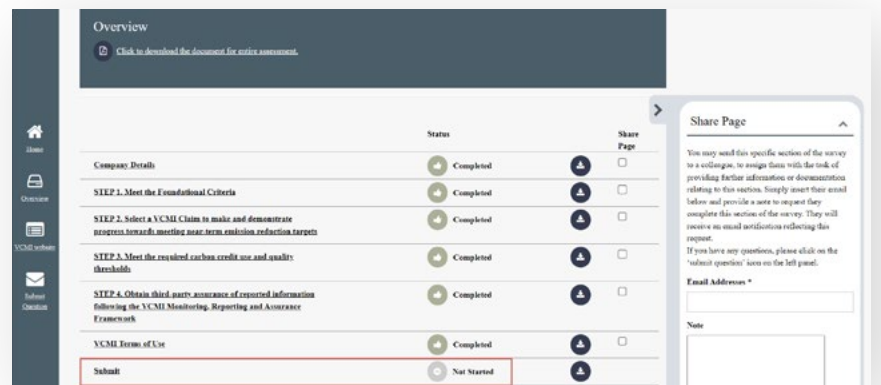 Overview
Click to download the document for entire assessment.
Home
Overview
VCMI website
Submit
Question
Status
Share
Page
Company Details
Completed
STEP 1. Meet the Foundational Criteria
Completed
STEP 2. Select a VCMI Claim to make and demonstrate
progress towards meeting near-term emission reduction targets
Completed
STEP 3. Meet the required carbon credit use and quality
thresholds
Completed
STEP 4. Obtain third-party assurance of reported information
following the VCMI Monitoring, Reporting and Assurance
Framework
Completed
VCMI Terms of Use
Completed
Submit
Not Started
Share Page
You may send this specific section of the survey
to a colleague, to assign them with the task of
providing further information or documentation
relating to this section. Simply insert their email
below and provide a note to request they
complete this section of the survey. They will
receive an email notification reflecting this
request.
If you have any questions, please click on the
'submit question' icon on the left panel.
Email Addresses *
Note